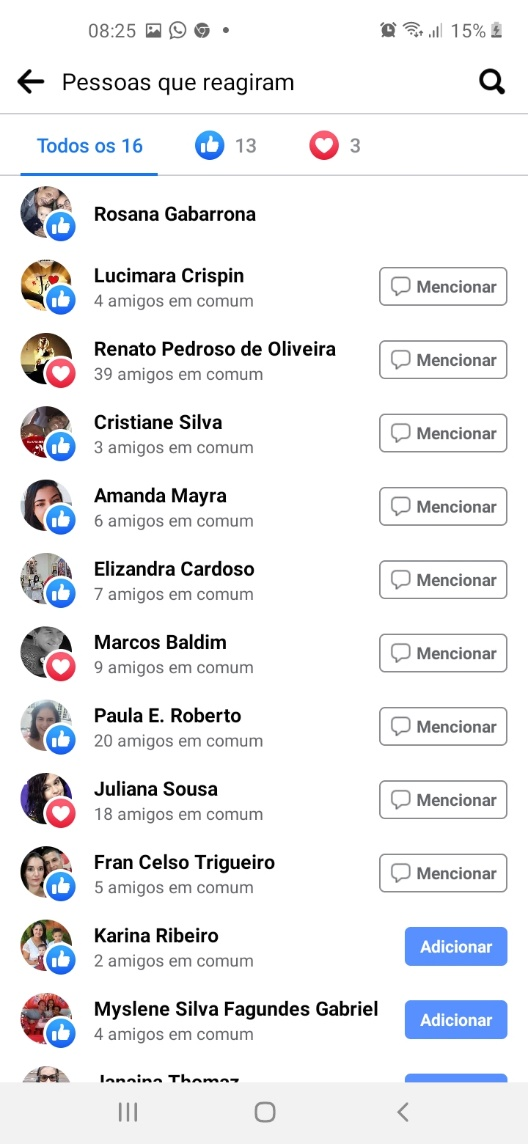 08:25
15%
Pessoas que reagiram
Todos os 16
13
3
Rosana Gabarrona
Lucimara Crispin
4 amigos em comum
Mencionar
Renato Pedroso de Oliveira
39 amigos em comum
Mencionar
Cristiane Silva
3 amigos em comum
Mencionar
Amanda Mayra
6 amigos em comum
Mencionar
Elizandra Cardoso
7 amigos em comum
Mencionar
Marcos Baldim
9 amigos em comum
Mencionar
Paula E. Roberto
20 amigos em comum
Mencionar
Juliana Sousa
18 amigos em comum
Mencionar
Fran Celso Trigueiro
5 amigos em comum
Mencionar
Karina Ribeiro
2 amigos em comum
Adicionar
Myslene Silva Fagundes Gabriel
4 amigos em comum
Adicionar
Janaina Thomaz